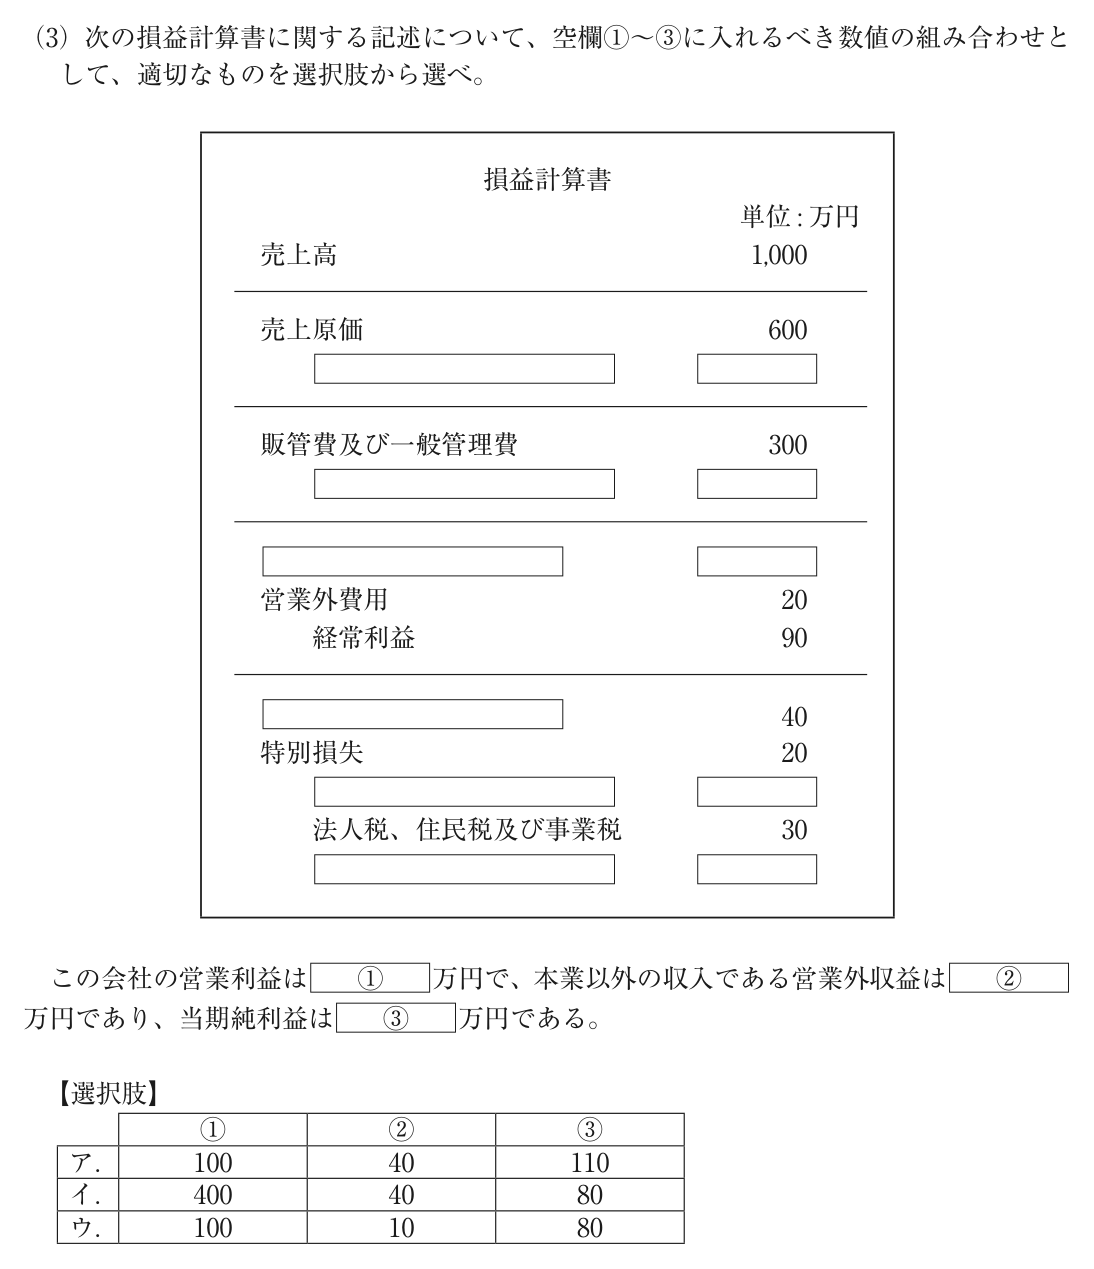 (3) 次の損益計算書に関する記述について、空欄①〜③に入れるべき数値の組み合わせと
して、適切なものを選択肢から選べ。
損益計算書
単位 : 万円
売上高 1,000
売上原価 600
販管費及び一般管理費 300
営業外費用 20
経常利益 90
40
特別損失 20
法人税、住民税及び事業税 30
この会社の営業利益は ① 万円で、本業以外の収入である営業外収益は ②
万円であり、当期純利益は ③ 万円である。
【選択肢】
① ② ③
ア. 100 40 110
イ. 400 40 80
ウ. 100 10 80